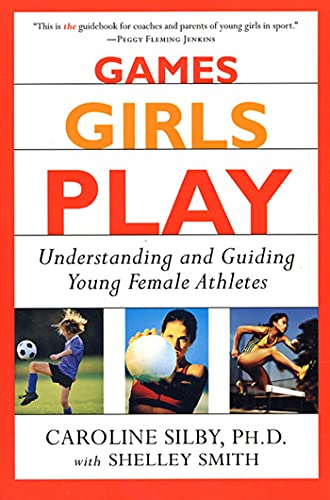 "This is the guidebook for coaches and parents of young girls in sport."
—PEGGY FLEMING JENKINS
GAMES
GIRLS
PLAY
Understanding and Guiding
Young Female Athletes
CAROLINE SILBY, PH.D.
with SHELLEY SMITH